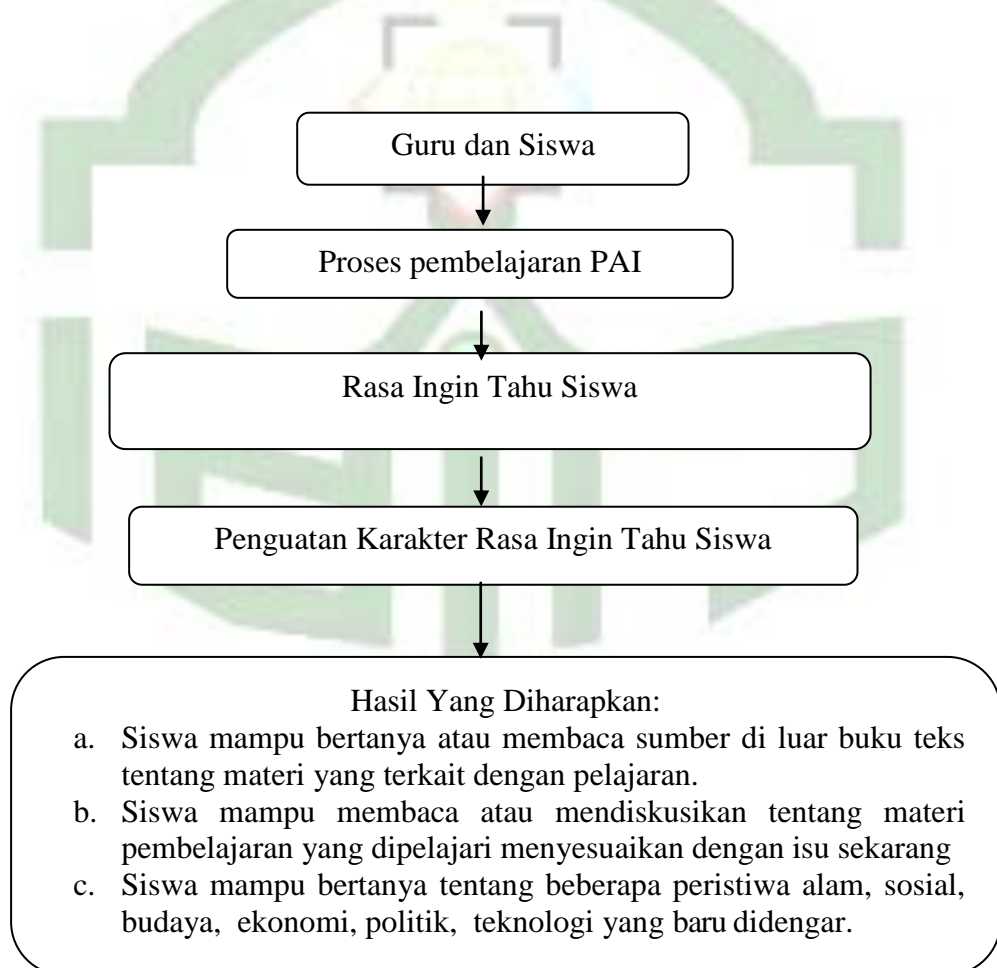 Guru dan Siswa
Proses pembelajaran PAI
Rasa Ingin Tahu Siswa
Penguatan Karakter Rasa Ingin Tahu Siswa
Hasil Yang Diharapkan:
a. Siswa mampu bertanya atau membaca sumber di luar buku teks
tentang materi yang terkait dengan pelajaran.
b. Siswa mampu membaca atau mendiskusikan tentang materi
pembelajaran yang dipelajari menyesuaikan dengan isu sekarang
c. Siswa mampu bertanya tentang beberapa peristiwa alam, sosial,
budaya, ekonomi, politik, teknologi yang baru didengar.